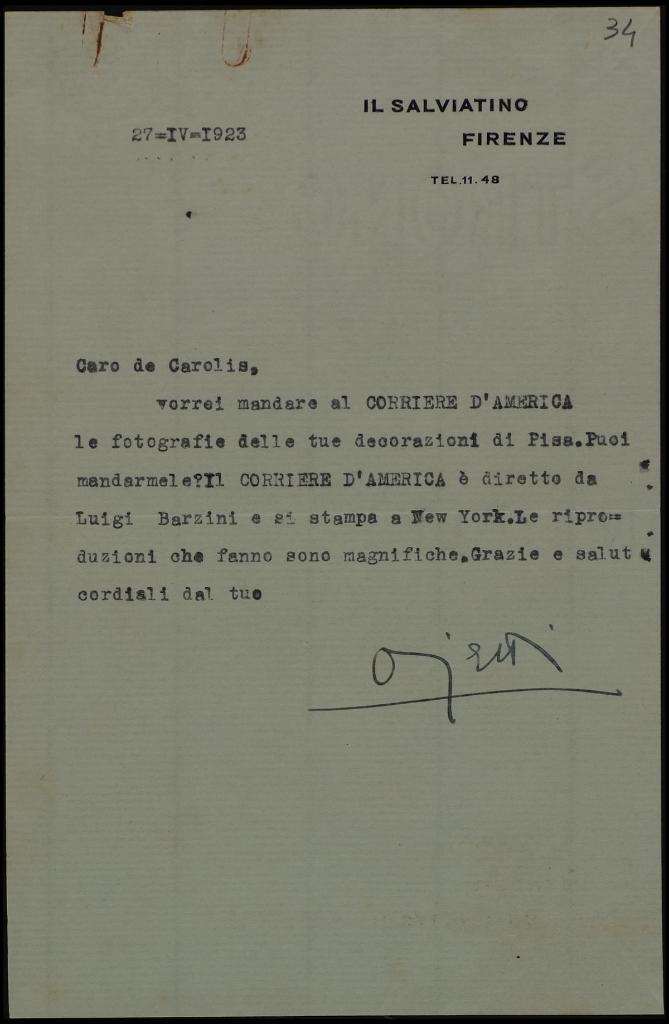 34
IL SALVIATINO
27=IV=I923
FIRENZE
TEL.11.48
Caro de Carolis,
vorrei mandare al CORRIERE D'AMERICA
le fotografie delle tue decorazioni di Pisa.Puoi
mandarmele?Il CORRIERE D'AMERICA è diretto da
Luigi Barzini e si stampa a New York.Le ripro=
duzioni che fanno sono magnifiche.Grazie e salut
cordiali dal tuo
Ojetti